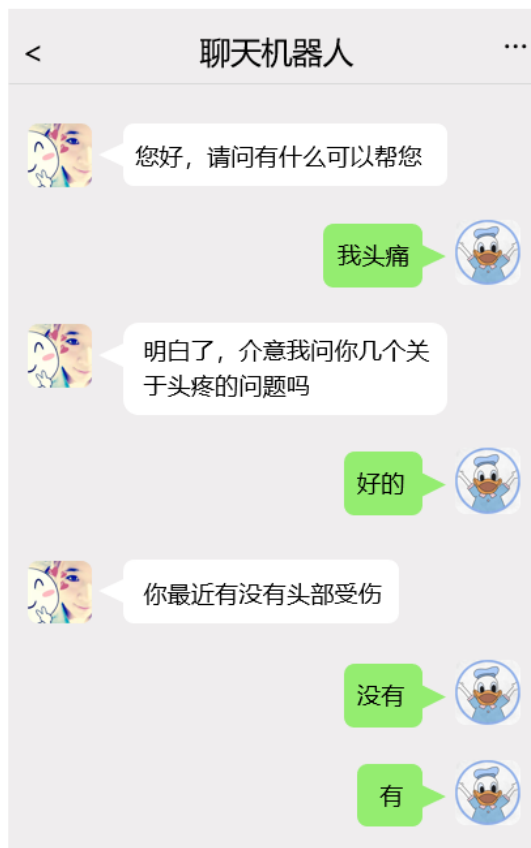 <
聊天机器人
...
您好，请问有什么可以帮您
我头痛
明白了，介意我问你几个关
于头疼的问题吗
好的
你最近有没有头部受伤
没有
有